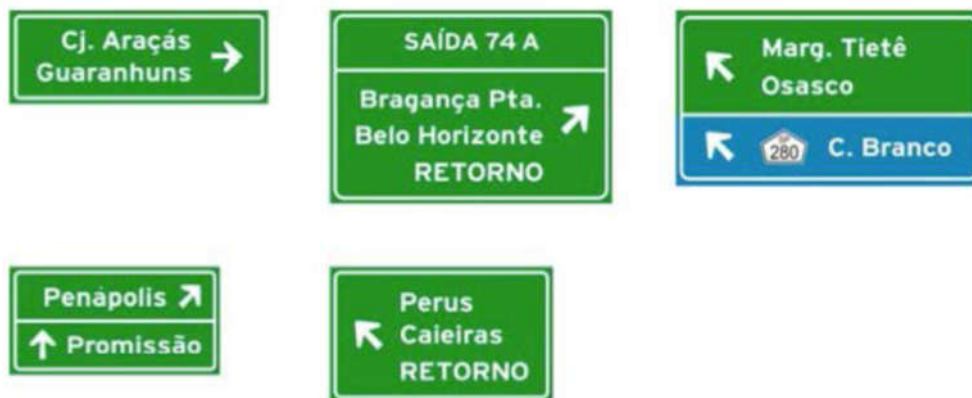 Cj. Araçás
Guaranhuns
SAÍDA 74 A
Bragança Pta.
Belo Horizonte
RETORNO
Marg. Tietê
Osasco
280 C. Branco
Penápolis
Promissão
Perus
Caieiras
RETORNO